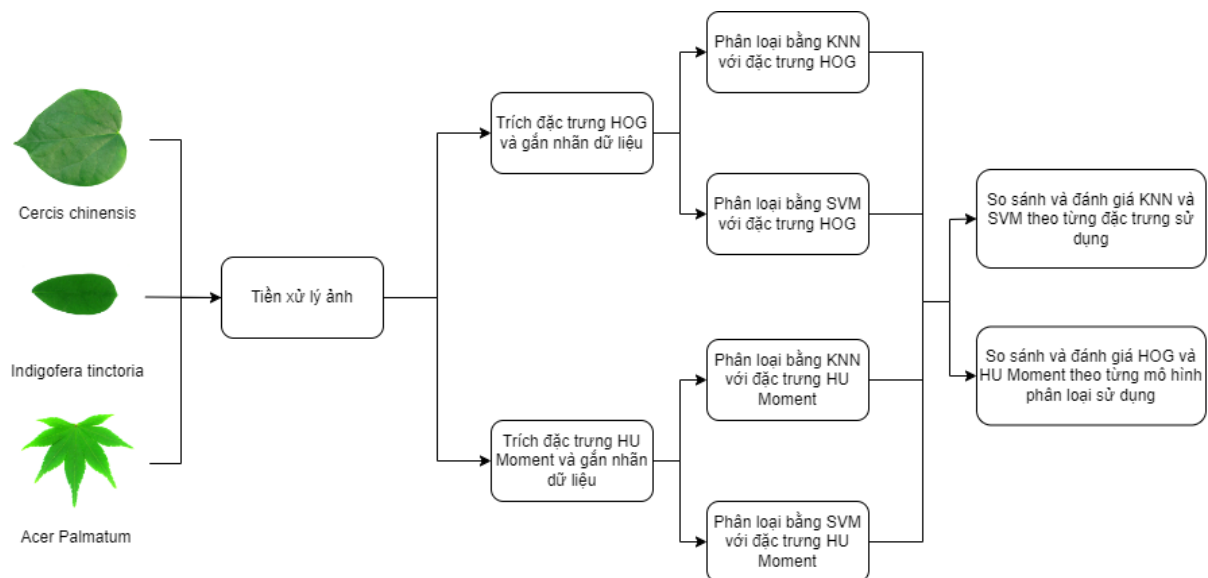 Cercis chinensis
Indigofera tinctoria
Acer Palmatum
Tiền xử lý ảnh
Trích đặc trưng HOG
và gắn nhãn dữ liệu
Trích đặc trưng HU
Moment và gắn nhãn
dữ liệu
Phân loại bằng KNN
với đặc trưng HOG
Phân loại bằng SVM
với đặc trưng HOG
Phân loại bằng KNN
với đặc trưng HU
Moment
Phân loại bằng SVM
với đặc trưng HU
Moment
So sánh và đánh giá KNN và
SVM theo từng đặc trưng sử
dụng
So sánh và đánh giá HOG và
HU Moment theo từng mô hình
phân loại sử dụng